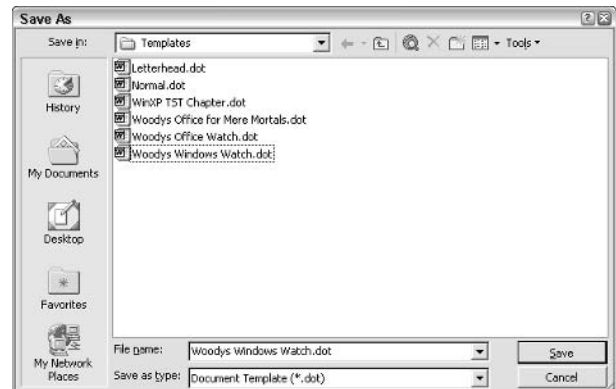 Save As
Save in: Templates Tools
Letterhead.dot
Normal.dot
WinXP TST Chapter.dot
Woodys Office for Mere Mortals.dot
Woodys Office Watch.dot
Woodys Windows Watch.dot
History
My Documents
Desktop
Favorites
My Network
Places
File name: Woodys Windows Watch.dot Save
Save as type: Document Template (*.dot) Cancel